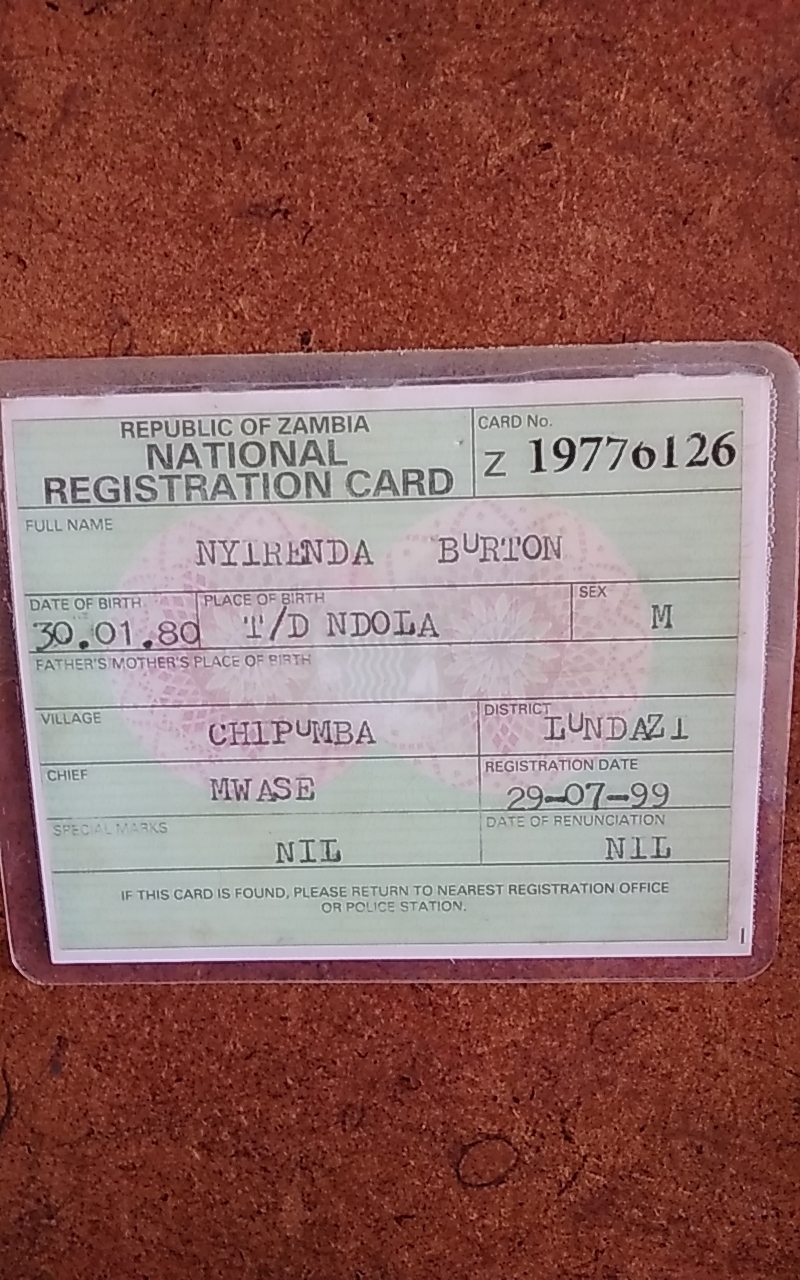 REPUBLIC OF ZAMBIA
NATIONAL
REGISTRATION CARD
CARD No.
Z 19776126
FULL NAME
NYIRENDA BURTON
DATE OF BIRTH
30.01.80
PLACE OF BIRTH
T/D NDOLA
SEX
M
FATHER'S/MOTHER'S PLACE OF BIRTH
VILLAGE
CHIPUMBA
DISTRICT
LUNDAZI
CHIEF
MWASE
REGISTRATION DATE
29-07-99
SPECIAL MARKS
NIL
DATE OF RENUNCIATION
NIL
IF THIS CARD IS FOUND, PLEASE RETURN TO NEAREST REGISTRATION OFFICE
OR POLICE STATION.